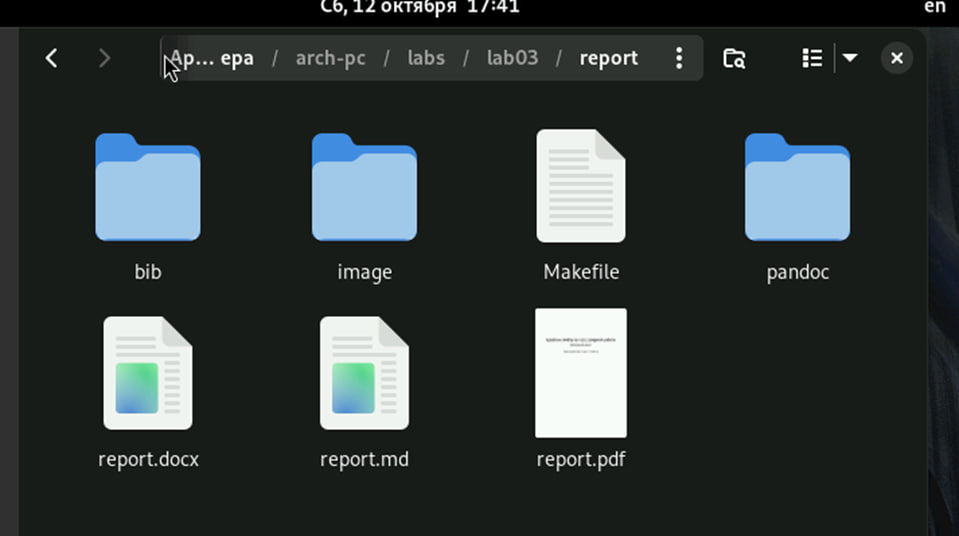 Сб, 12 октября 17:41
en
Ар... ера / arch-pc / labs / lab03 / report
bib
image
Makefile
pandoc
report.docx
report.md
report.pdf